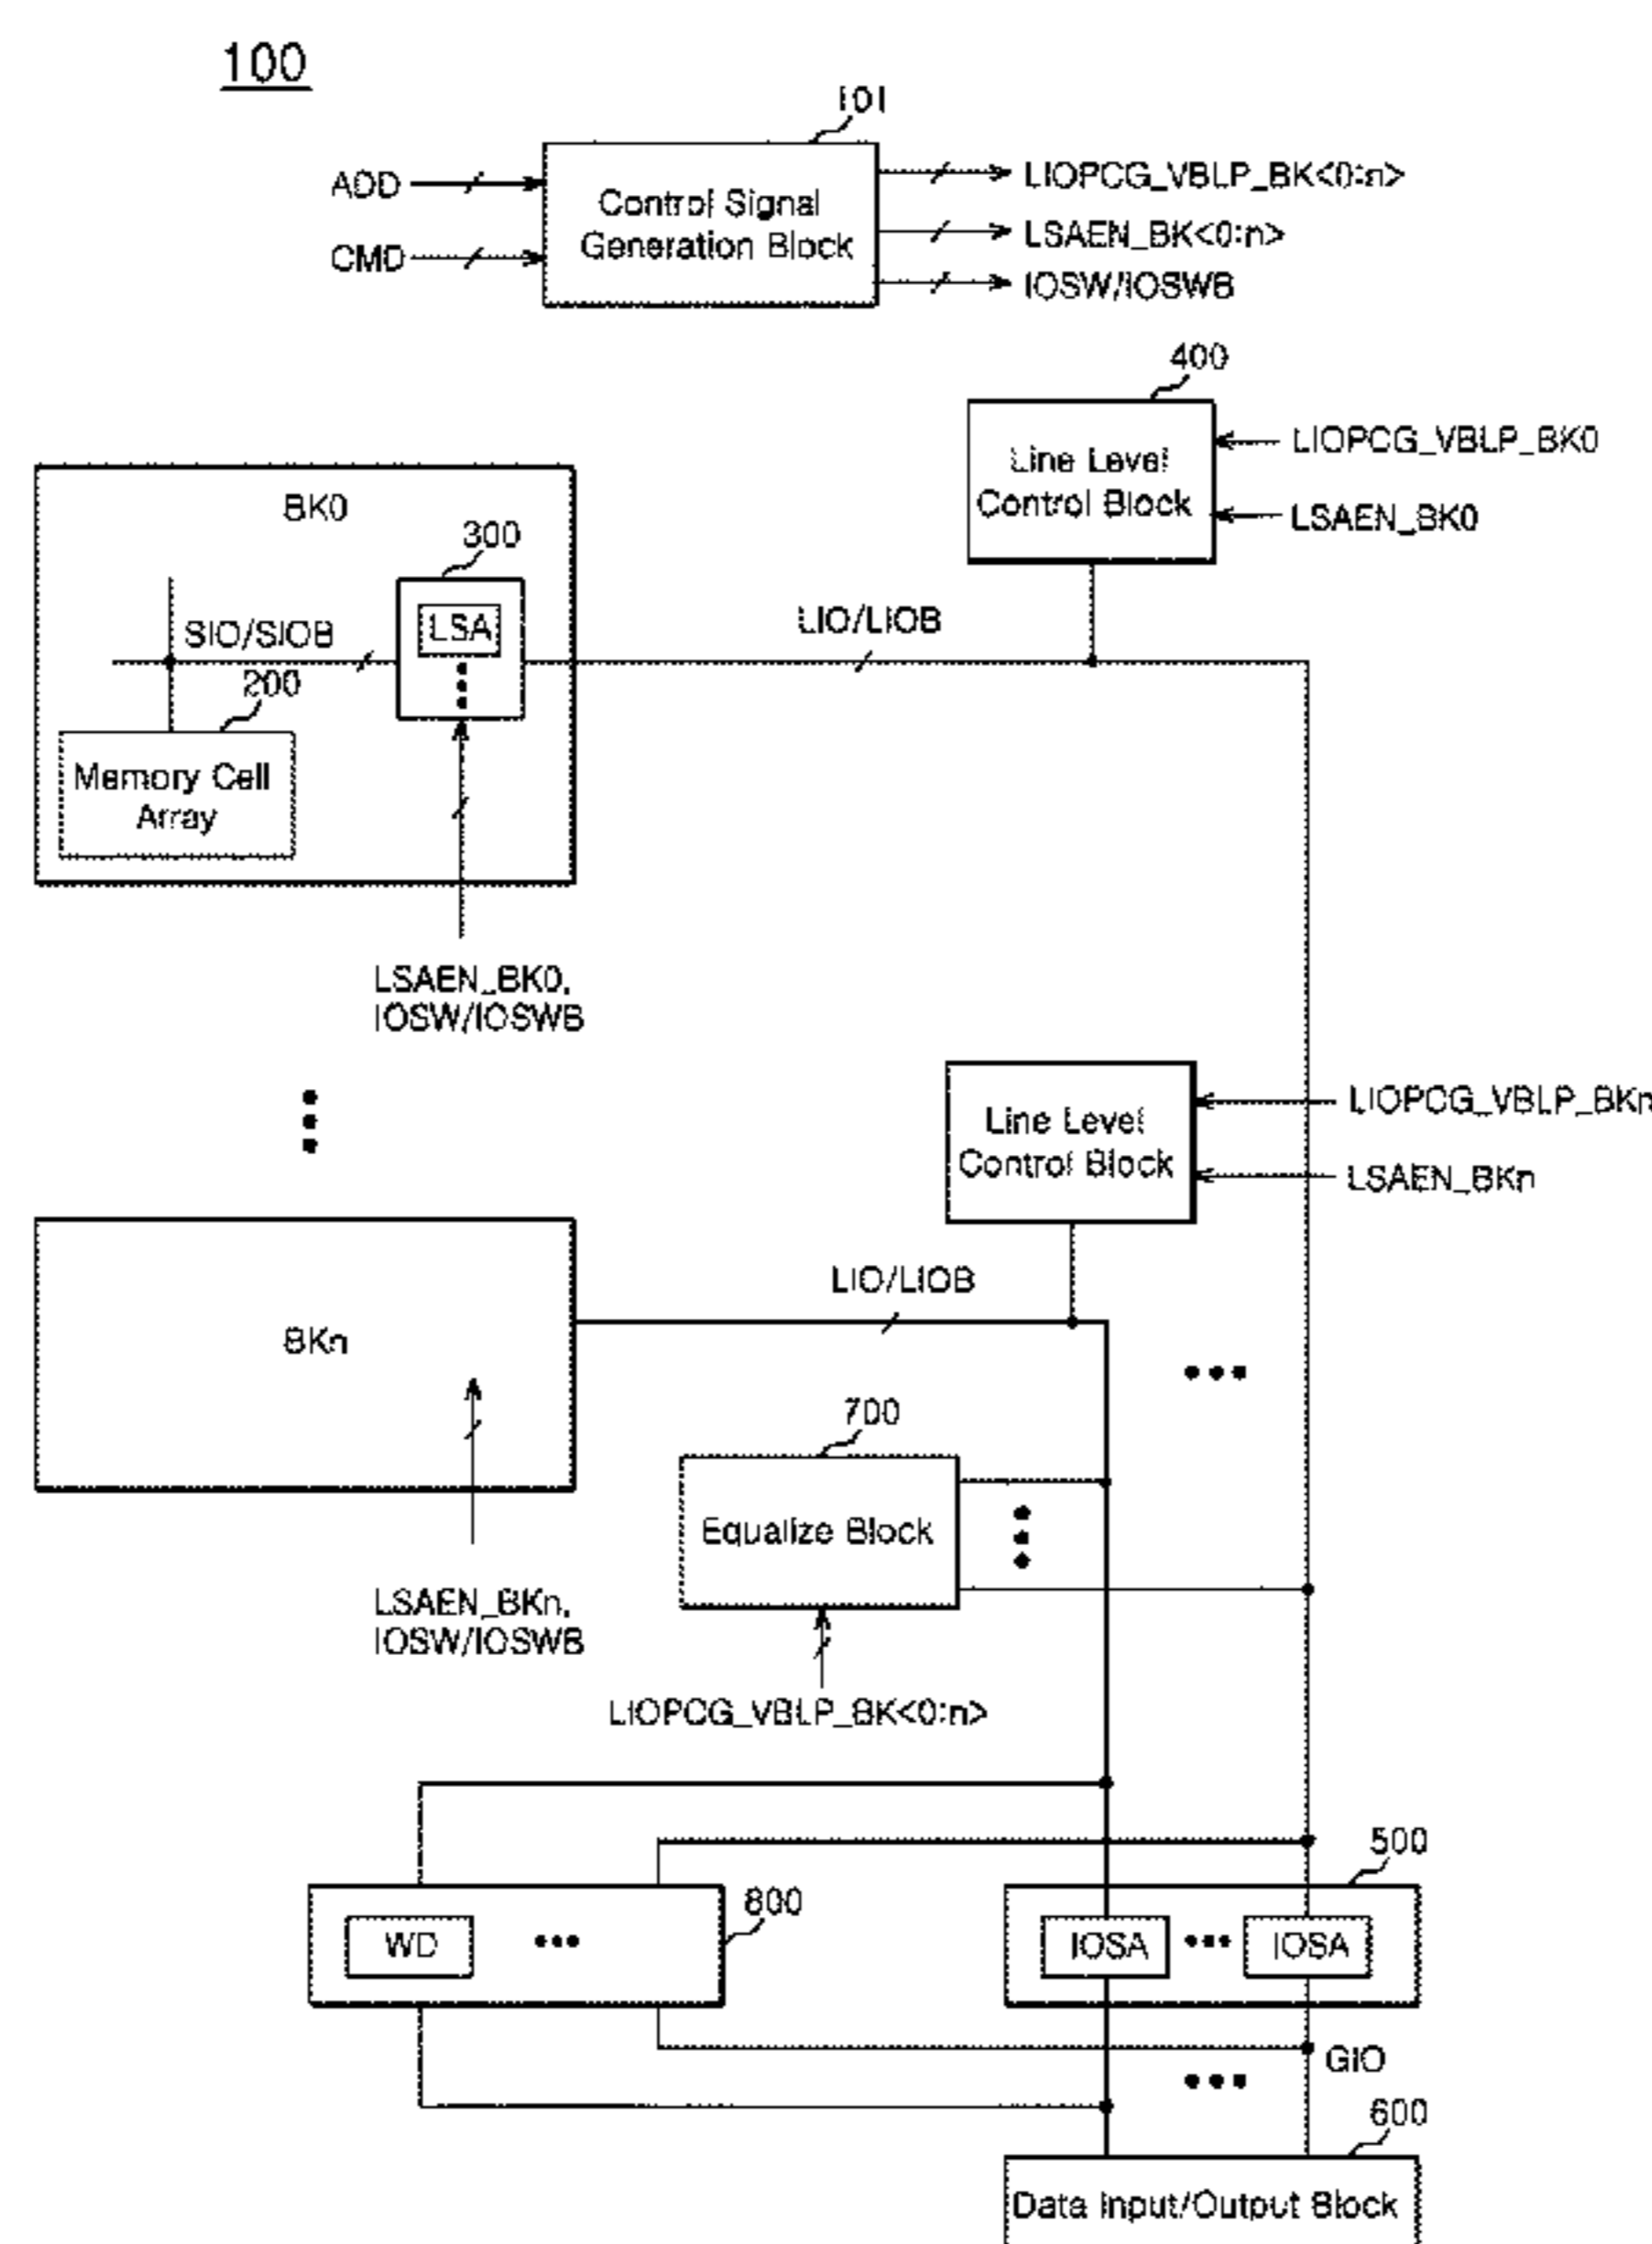 100
101
ADD
CMD
Control Signal
Generation Block
LIOPCG_VBLP_BK<0:n>
LSAEN_BK<0:n>
IOSW/IOSWB
400
Line Level
Control Block
LIOPCG_VBLP_BK0
LSAEN_BK0
BK0
300
LSA
SIO/SIOB
LIO/LIOB
200
Memory Cell
Array
LSAEN_BK0,
IOSW/IOSWB
Line Level
Control Block
LIOPCG_VBLP_BKn
LSAEN_BKn
LIO/LIOB
BKn
700
Equalize Block
LSAEN_BKn,
IOSW/IOSWB
LIOPCG_VBLP_BK<0:n>
500
800
WD
IOSA
IOSA
GIO
600
Data Input/Output Block